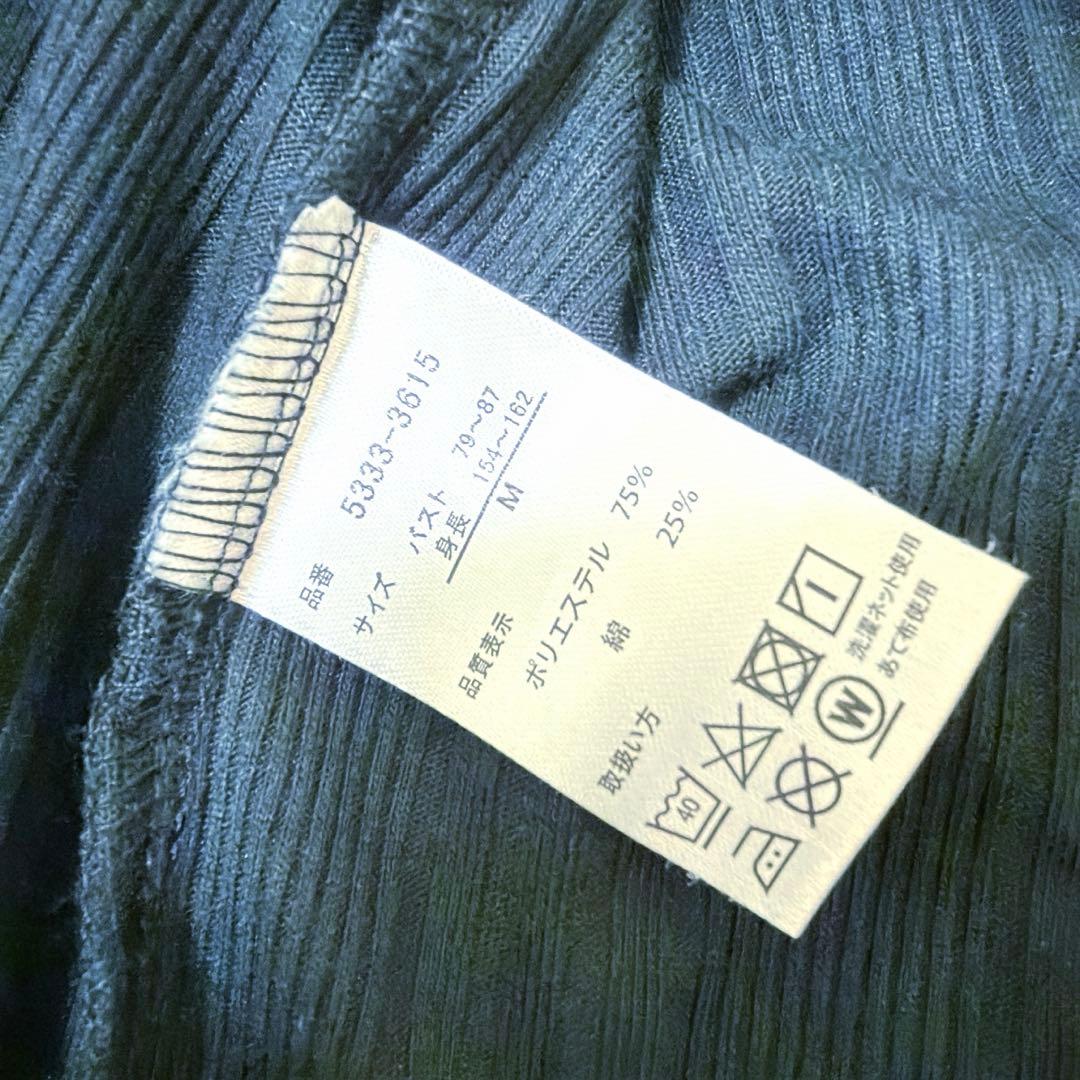 品番 5333-3615
サイズ バスト 79～87
身長 154～162
M
品質表示
ポリエステル 75%
綿 25%
取扱い方
40
W
洗濯ネット使用
あて布使用